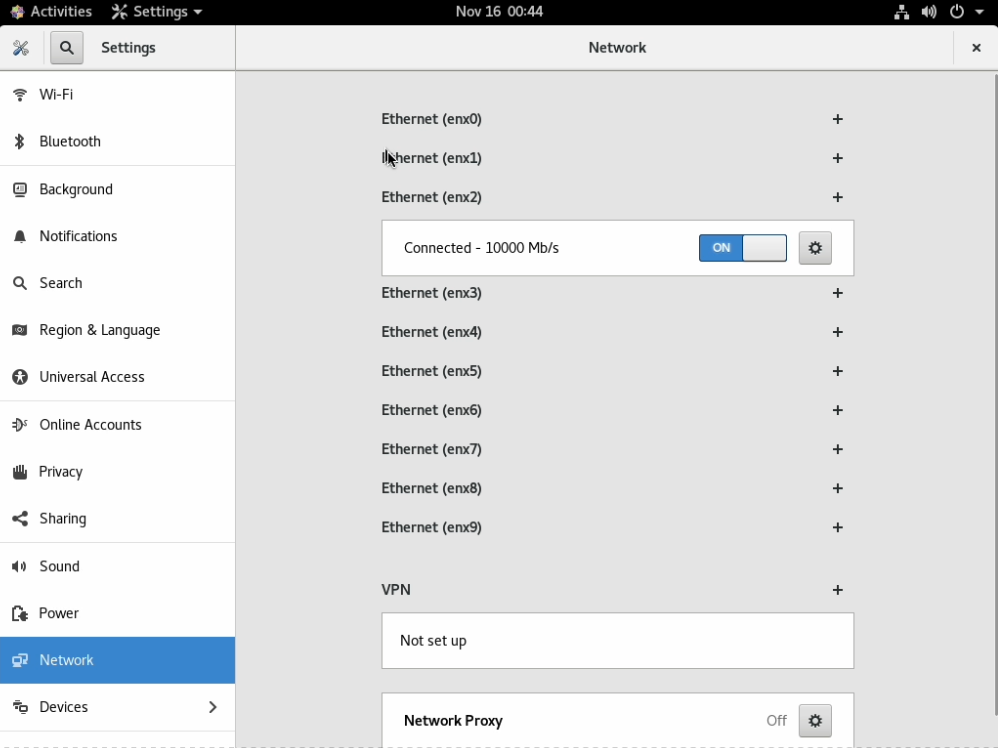 Activities Settings Nov 16 00:44
Settings Network
Wi-Fi
Bluetooth
Background
Notifications
Search
Region & Language
Universal Access
Online Accounts
Privacy
Sharing
Sound
Power
Network
Devices
Ethernet (enx0)
Ethernet (enx1)
Ethernet (enx2)
Connected - 10000 Mb/s ON
Ethernet (enx3)
Ethernet (enx4)
Ethernet (enx5)
Ethernet (enx6)
Ethernet (enx7)
Ethernet (enx8)
Ethernet (enx9)
VPN
Not set up
Network Proxy Off